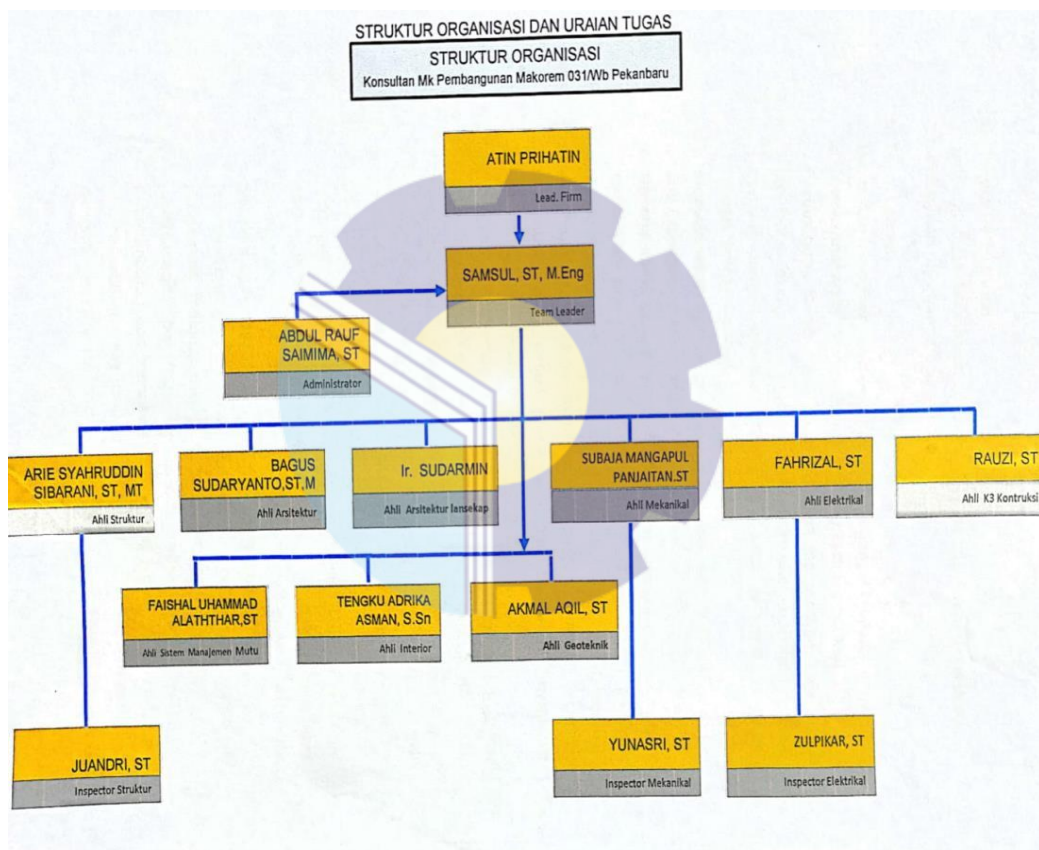 STRUKTUR ORGANISASI DAN URAIAN TUGAS
STRUKTUR ORGANISASI
Konsultan Mk Pembangunan Makorem 031/Wb Pekanbaru
ATIN PRIHATIN
Lead. Firm
SAMSUL, ST, M.Eng
Team Leader
ABDUL RAUF
SAIMIMA, ST
Administrator
ARIE SYAHRUDDIN
SIBARANI, ST, MT
Ahli Struktur
BAGUS
SUDARYANTO,ST.M
Ahli Arsitektur
Ir. SUDARMIN
Ahli Arsitektur lansekap
SUBAJA MANGAPUL
PANJAITAN.ST
Ahli Mekanikal
FAHRIZAL, ST
Ahli Elektrikal
RAUZI, ST
Ahli K3 Kontruksi
FAISHAL UHAMMAD
ALATHTHAR,ST
Ahli Sistem Manajemen Mutu
TENGKU ADRIKA
ASMAN, S.Sn
Ahli Interior
AKMAL AQIL, ST
Ahli Geoteknik
JUANDRI, ST
Inspector Struktur
YUNASRI, ST
Inspector Mekanikal
ZULPIKAR, ST
Inspector Elektrikal